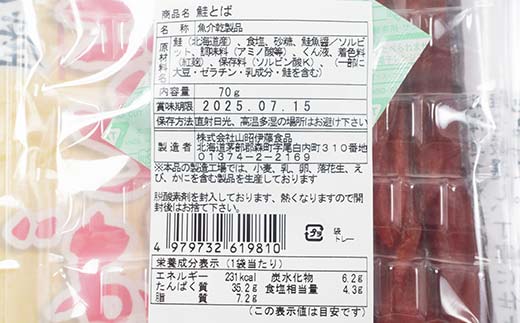 商品名 鮭とば
名称 魚介乾製品
原材料名 鮭(北海道産)、食塩、砂糖、鮭魚醤/ソルビット、調味料(アミノ酸等)、くん液、着色料(紅麹)、保存料(ソルビン酸K)、(一部に大豆・ゼラチン・乳成分・鮭を含む)
内容量 70g
賞味期限 2025.07.15
保存方法 直射日光、高温多湿の場所はお避け下さい
製造者 株式会社山昭伊藤食品
北海道茅部郡森町字尾白内町310番地
01374-2-2169
※本品の製造工場では、小麦、乳、卵、落花生、えび、かにを含む製品を生産しております
脱酸素剤を封入しております、熱くなりますので開封後はお捨て下さい。
4 979732 619810
プラ
袋
トレー
栄養成分表示(1袋当たり)
エネルギー 231kcal 炭水化物 6.2g
たんぱく質 35.2g 食塩相当量 4.3g
脂質 7.2g
(この表示値は目安です)